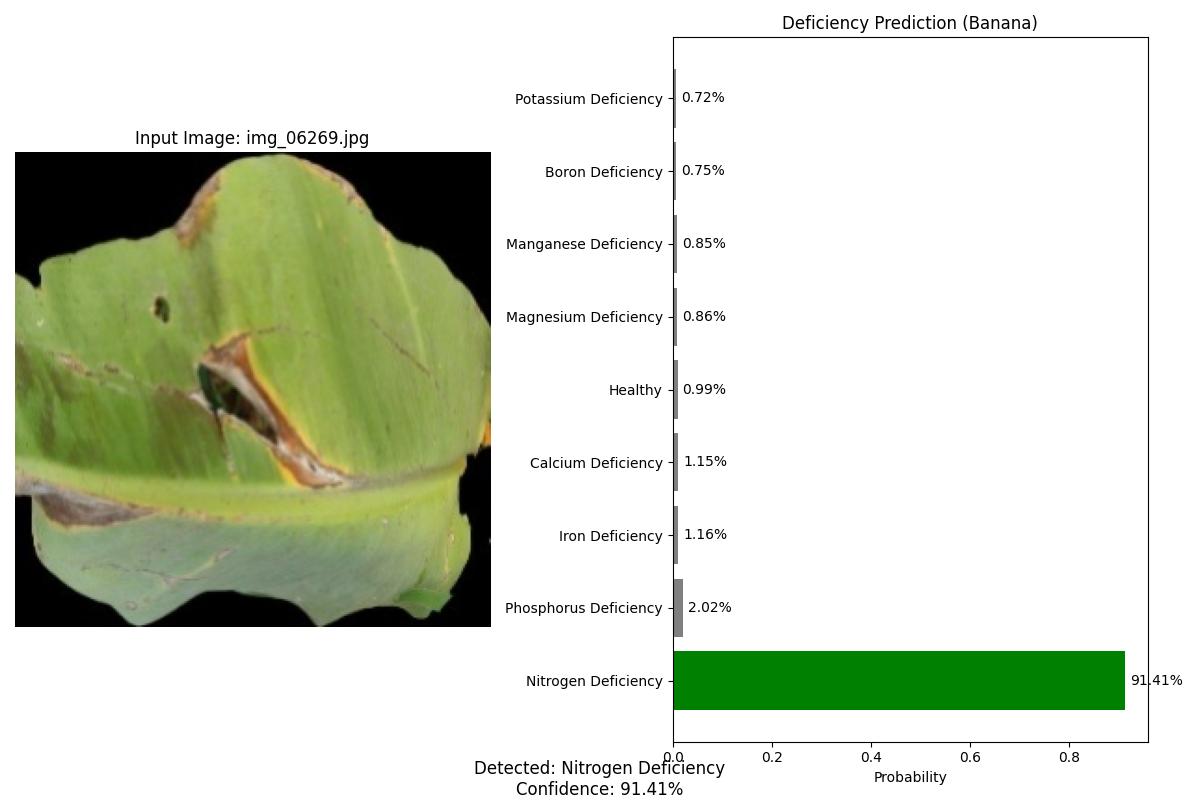 Deficiency Prediction (Banana)
Input Image: img_06269.jpg
Potassium Deficiency 0.72%
Boron Deficiency 0.75%
Manganese Deficiency 0.85%
Magnesium Deficiency 0.86%
Healthy 0.99%
Calcium Deficiency 1.15%
Iron Deficiency 1.16%
Phosphorus Deficiency 2.02%
Nitrogen Deficiency 91.41%
0.0 0.2 0.4 0.6 0.8
Probability
Detected: Nitrogen Deficiency
Confidence: 91.41%